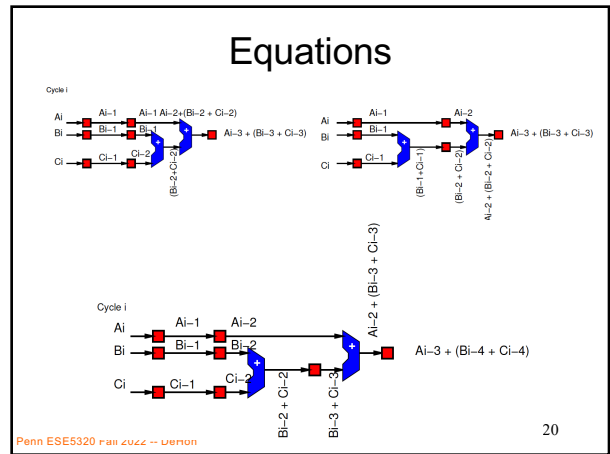 Equations
Cycle i
Ai Ai−1 Ai−1 Ai−2+(Bi−2 + Ci−2)
Bi Bi−1 Bi−1 + + Ai−3 + (Bi−3 + Ci−3)
Ci Ci−1 Ci−2
(Bi−2+Ci−2)
Ai Ai−1 Ai−2
Bi Bi−1 + + Ai−3 + (Bi−3 + Ci−3)
Ci Ci−1
(Bi−1+Ci−1)
(Bi−2 + Ci−2)
Ai−2 + (Bi−2 + Ci−2)
Cycle i
Ai Ai−1 Ai−2
Bi Bi−1 Bi−2 + +
Ci Ci−1 Ci−2
Bi−2 + Ci−2
Bi−3 + Ci−3
Ai−2 + (Bi−3 + Ci−3)
Ai−3 + (Bi−4 + Ci−4)
Penn ESE5320 Fall 2022 -- DeHon
20